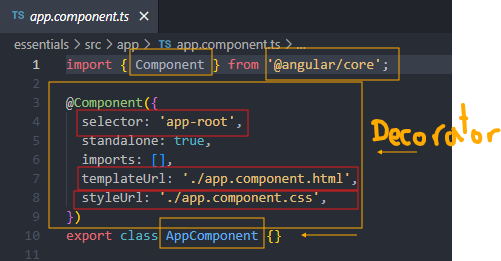 TS app.component.ts ×
essentials > src > app > TS app.component.ts > ...
1 import { Component } from '@angular/core';
2
3 @Component({
4 selector: 'app-root',
5 standalone: true,
6 imports: [],
7 templateUrl: './app.component.html',
8 styleUrl: './app.component.css',
9 })
10 export class AppComponent {}
11
Decorator